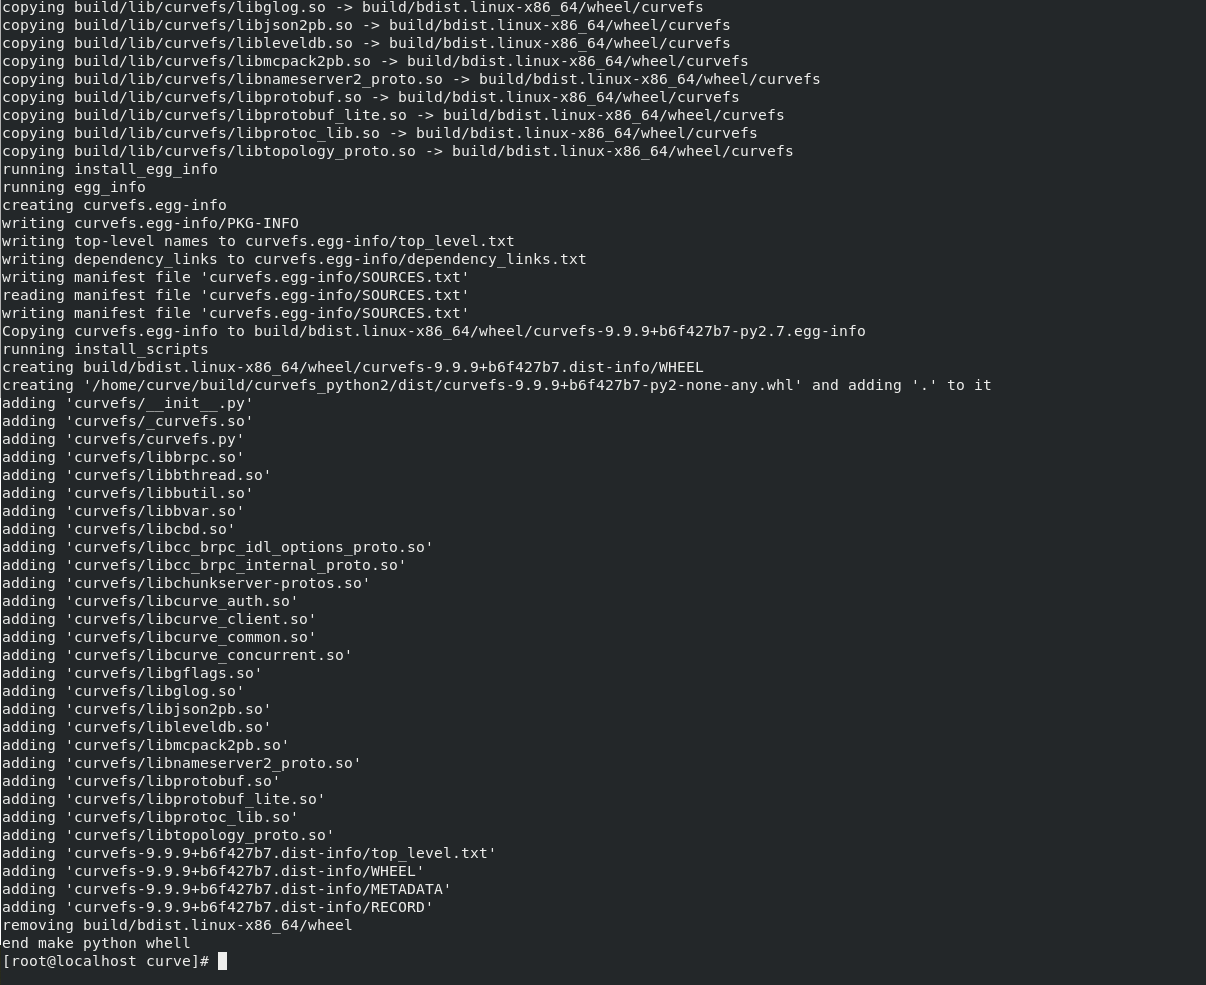 copying build/lib/curvefs/libglog.so -> build/bdist.linux-x86_64/wheel/curvefs
copying build/lib/curvefs/libjson2pb.so -> build/bdist.linux-x86_64/wheel/curvefs
copying build/lib/curvefs/libleveldb.so -> build/bdist.linux-x86_64/wheel/curvefs
copying build/lib/curvefs/libmcpack2pb.so -> build/bdist.linux-x86_64/wheel/curvefs
copying build/lib/curvefs/libnameserver2_proto.so -> build/bdist.linux-x86_64/wheel/curvefs
copying build/lib/curvefs/libprotobuf.so -> build/bdist.linux-x86_64/wheel/curvefs
copying build/lib/curvefs/libprotobuf_lite.so -> build/bdist.linux-x86_64/wheel/curvefs
copying build/lib/curvefs/libprotoc_lib.so -> build/bdist.linux-x86_64/wheel/curvefs
copying build/lib/curvefs/libtopology_proto.so -> build/bdist.linux-x86_64/wheel/curvefs
running install_egg_info
running egg_info
creating curvefs.egg-info
writing curvefs.egg-info/PKG-INFO
writing top-level names to curvefs.egg-info/top_level.txt
writing dependency_links to curvefs.egg-info/dependency_links.txt
writing manifest file 'curvefs.egg-info/SOURCES.txt'
reading manifest file 'curvefs.egg-info/SOURCES.txt'
writing manifest file 'curvefs.egg-info/SOURCES.txt'
Copying curvefs.egg-info to build/bdist.linux-x86_64/wheel/curvefs-9.9.9+b6f427b7-py2.7.egg-info
running install_scripts
creating build/bdist.linux-x86_64/wheel/curvefs-9.9.9+b6f427b7.dist-info/WHEEL
creating '/home/curve/build/curvefs_python2/dist/curvefs-9.9.9+b6f427b7-py2-none-any.whl' and adding '.' to it
adding 'curvefs/__init__.py'
adding 'curvefs/_curvefs.so'
adding 'curvefs/curvefs.py'
adding 'curvefs/libbrpc.so'
adding 'curvefs/libbthread.so'
adding 'curvefs/libbutil.so'
adding 'curvefs/libbvar.so'
adding 'curvefs/libcbd.so'
adding 'curvefs/libcc_brpc_idl_options_proto.so'
adding 'curvefs/libcc_brpc_internal_proto.so'
adding 'curvefs/libchunkserver-protos.so'
adding 'curvefs/libcurve_auth.so'
adding 'curvefs/libcurve_client.so'
adding 'curvefs/libcurve_common.so'
adding 'curvefs/libcurve_concurrent.so'
adding 'curvefs/libgflags.so'
adding 'curvefs/libglog.so'
adding 'curvefs/libjson2pb.so'
adding 'curvefs/libleveldb.so'
adding 'curvefs/libmcpack2pb.so'
adding 'curvefs/libnameserver2_proto.so'
adding 'curvefs/libprotobuf.so'
adding 'curvefs/libprotobuf_lite.so'
adding 'curvefs/libprotoc_lib.so'
adding 'curvefs/libtopology_proto.so'
adding 'curvefs-9.9.9+b6f427b7.dist-info/top_level.txt'
adding 'curvefs-9.9.9+b6f427b7.dist-info/WHEEL'
adding 'curvefs-9.9.9+b6f427b7.dist-info/METADATA'
adding 'curvefs-9.9.9+b6f427b7.dist-info/RECORD'
removing build/bdist.linux-x86_64/wheel
end make python whell
[root@localhost curve]#